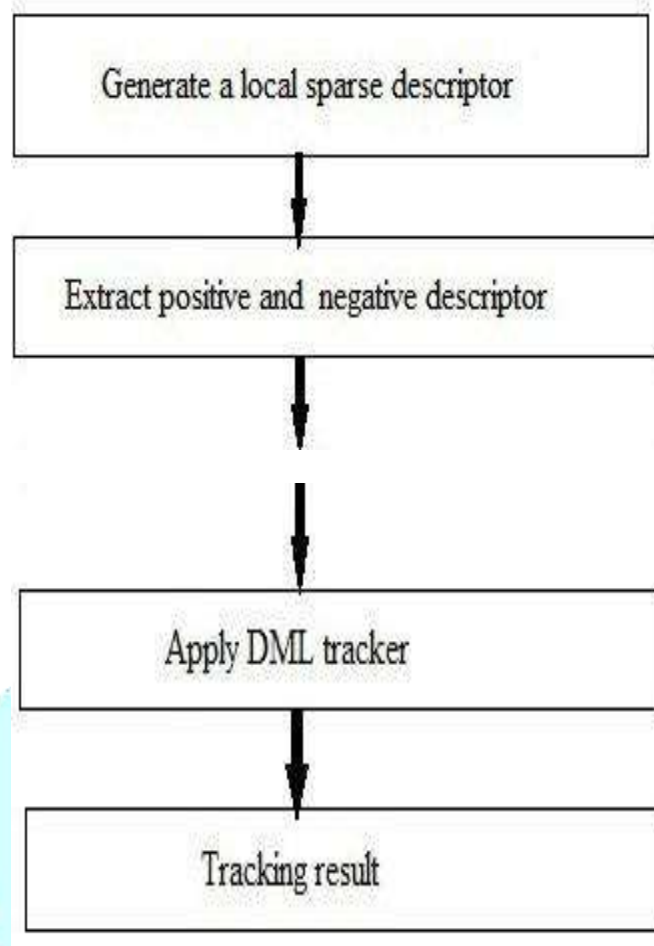 Generate a local sparse descriptor
Extract positive and negative descriptor
Apply DML tracker
Tracking result